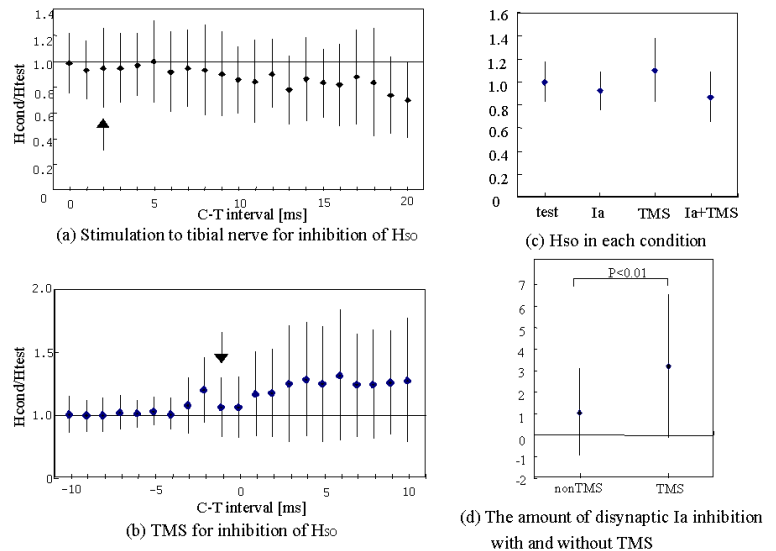 1.4
1.2
1.0
0.8
0.6
0.4
0.2
0
Hcond/Htest
0 5 10 15 20
C-T interval [ms]
(a) Stimulation to tibial nerve for inhibition of HSO
1.6
1.4
1.2
1.0
0.8
0.6
0.4
0.2
0
test Ia TMS Ia+TMS
(c) Hso in each condition
2.0
1.5
1.0
0
Hcond/Htest
-10 -5 0 5 10
C-T interval [ms]
(b) TMS for inhibition of HSO
P<0.01
7
6
5
4
3
2
1
0
-1
-2
nonTMS TMS
(d) The amount of disynaptic Ia inhibition
with and without TMS